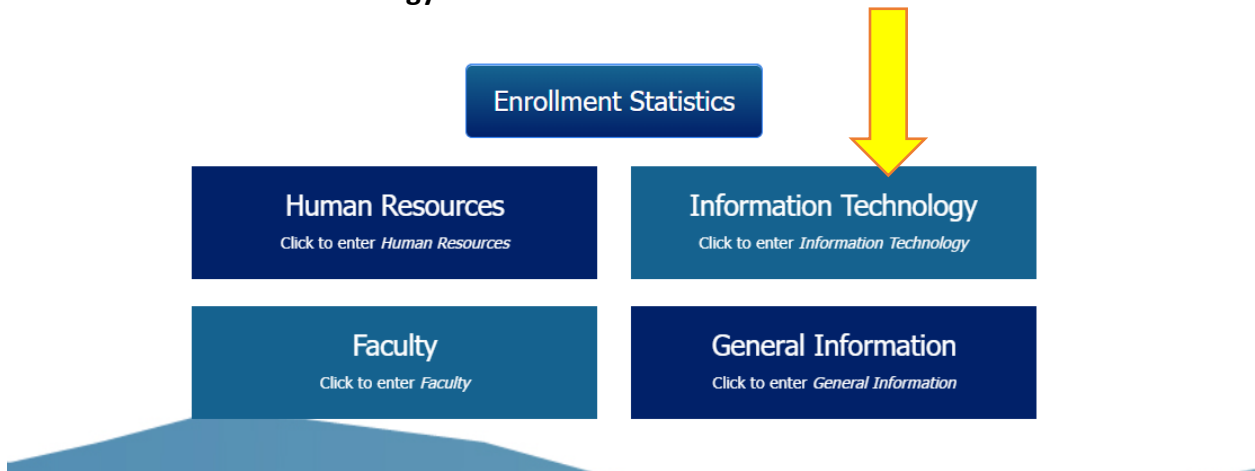 Enrollment Statistics
Human Resources
Click to enter Human Resources
Information Technology
Click to enter Information Technology
Faculty
Click to enter Faculty
General Information
Click to enter General Information